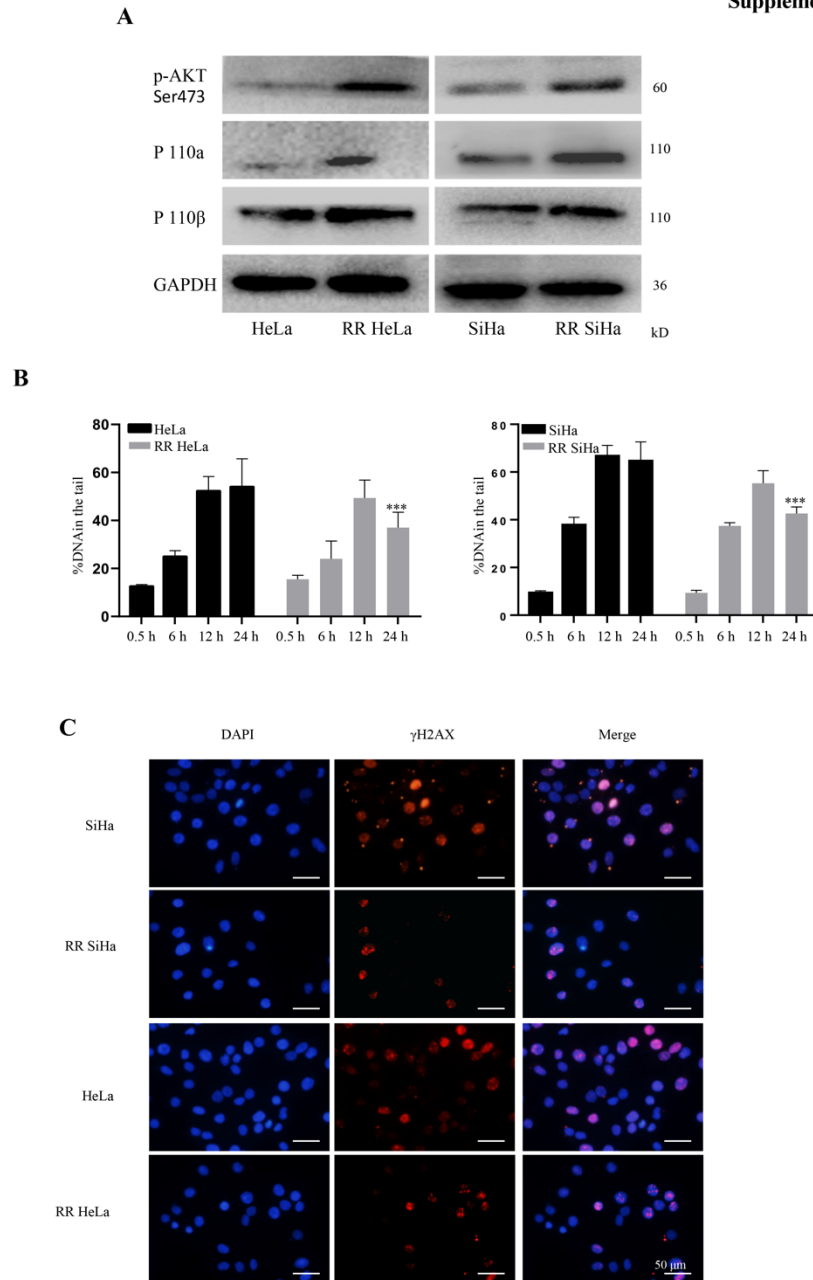 Suppleme
A
p-AKT
Ser473
60
P 110a
110
P 110β
110
GAPDH
36
HeLa RR HeLa SiHa RR SiHa kD
B
HeLa
RR HeLa
%DNAin the tail
80
60
40
20
0
***
0.5 h 6 h 12 h 24 h 0.5 h 6 h 12 h 24 h
SiHa
RR SiHa
%DNAin the tail
80
60
40
20
0
***
0.5 h 6 h 12 h 24 h 0.5 h 6 h 12 h 24 h
C
DAPI γH2AX Merge
SiHa
RR SiHa
HeLa
RR HeLa
50 μm